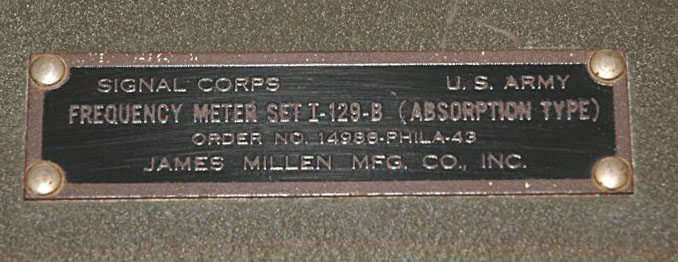 SIGNAL CORPS U.S. ARMY
FREQUENCY METER SET I-129-B (ABSORPTION TYPE)
ORDER NO. 14986-PHILA-43
JAMES MILLEN MFG. CO., INC.